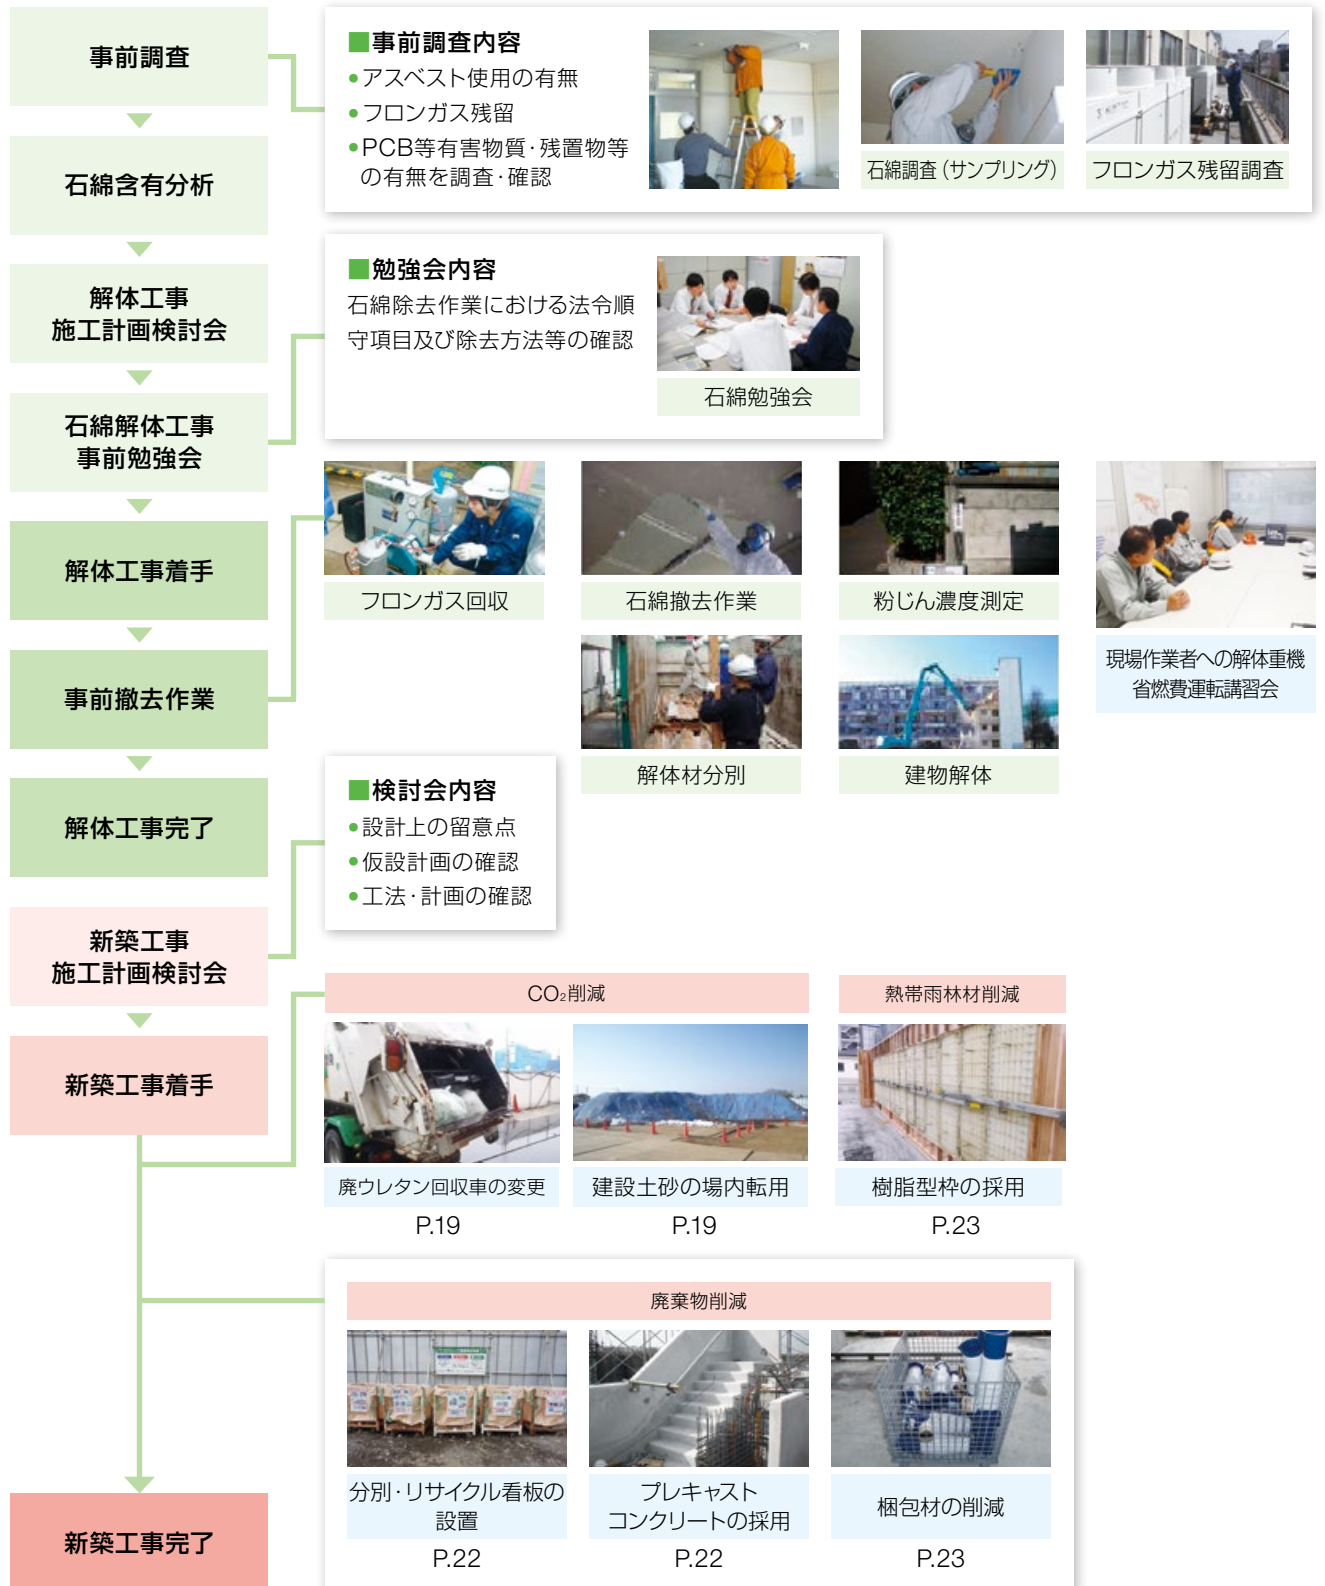 事前調査
■事前調査内容
●アスベスト使用の有無
●フロンガス残留
●PCB等有害物質・残置物等
の有無を調査・確認
石綿調査（サンプリング）
フロンガス残留調査
石綿含有分析
解体工事
施工計画検討会
■勉強会内容
石綿除去作業における法令順
守項目及び除去方法等の確認
石綿勉強会
石綿解体工事
事前勉強会
解体工事着手
事前撤去作業
フロンガス回収
石綿撤去作業
粉じん濃度測定
解体材分別
建物解体
現場作業者への解体重機
省燃費運転講習会
解体工事完了
■検討会内容
●設計上の留意点
●仮設計画の確認
●工法・計画の確認
新築工事
施工計画検討会
新築工事着手
CO₂削減
熱帯雨林材削減
廃ウレタン回収車の変更
P.19
建設土砂の場内転用
P.19
樹脂型枠の採用
P.23
廃棄物削減
分別・リサイクル看板の
設置
P.22
プレキャスト
コンクリートの採用
P.22
梱包材の削減
P.23
新築工事完了